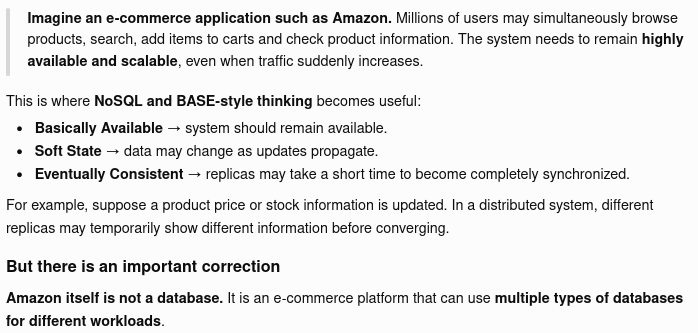 Imagine an e-commerce application such as Amazon. Millions of users may simultaneously browse
products, search, add items to carts and check product information. The system needs to remain highly
available and scalable, even when traffic suddenly increases.
This is where NoSQL and BASE-style thinking becomes useful:
• Basically Available → system should remain available.
• Soft State → data may change as updates propagate.
• Eventually Consistent → replicas may take a short time to become completely synchronized.
For example, suppose a product price or stock information is updated. In a distributed system, different
replicas may temporarily show different information before converging.
But there is an important correction
Amazon itself is not a database. It is an e-commerce platform that can use multiple types of databases
for different workloads.